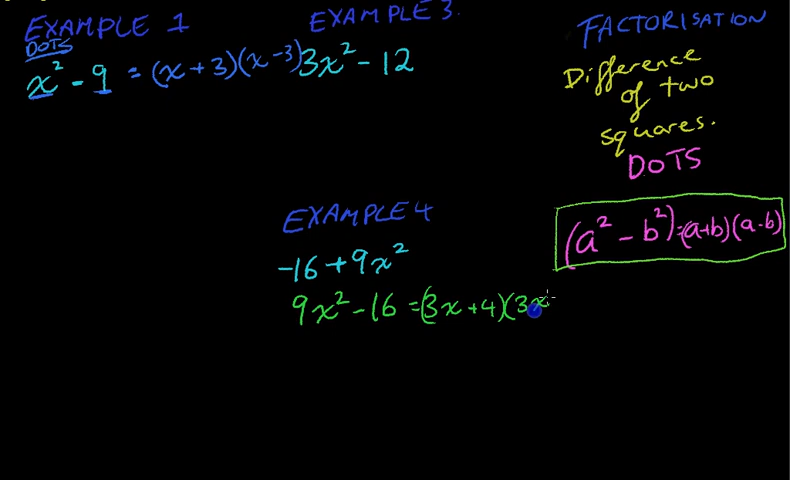 EXAMPLE 1
DOTS
x² - 9 = (x + 3)(x - 3)
EXAMPLE 3.
3x² - 12
EXAMPLE 4
-16 + 9x²
9x² - 16 = (3x + 4)(3x -
FACTORISATION
Difference
of two
squares.
DOTS
(a² - b²) = (a+b)(a-b)